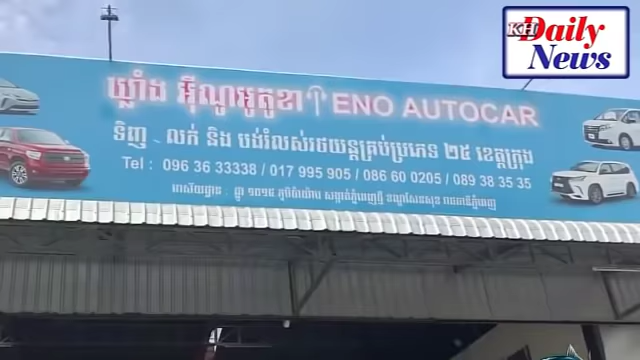 KH Daily News
ឃ្លាំង អ៊ីណូអូតូខា ENO AUTOCAR
ទិញ - លក់ និង បង់រំលស់រថយន្តគ្រប់ប្រភេទ ២៥ ខេត្តក្រុង
Tel : 096 36 33338 / 017 995 905 / 086 60 0205 / 089 38 35 35